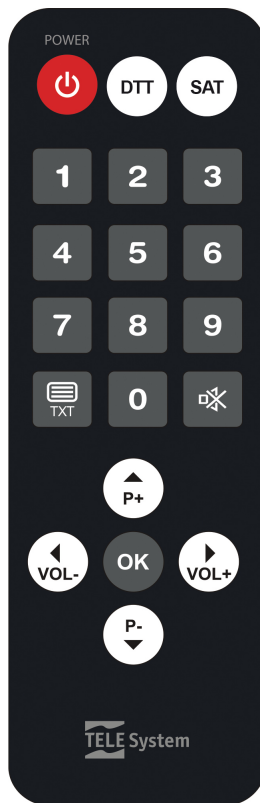 POWER
DTT SAT
1 2 3
4 5 6
7 8 9
TXT 0
P+
VOL- OK VOL+
P-
TELE System